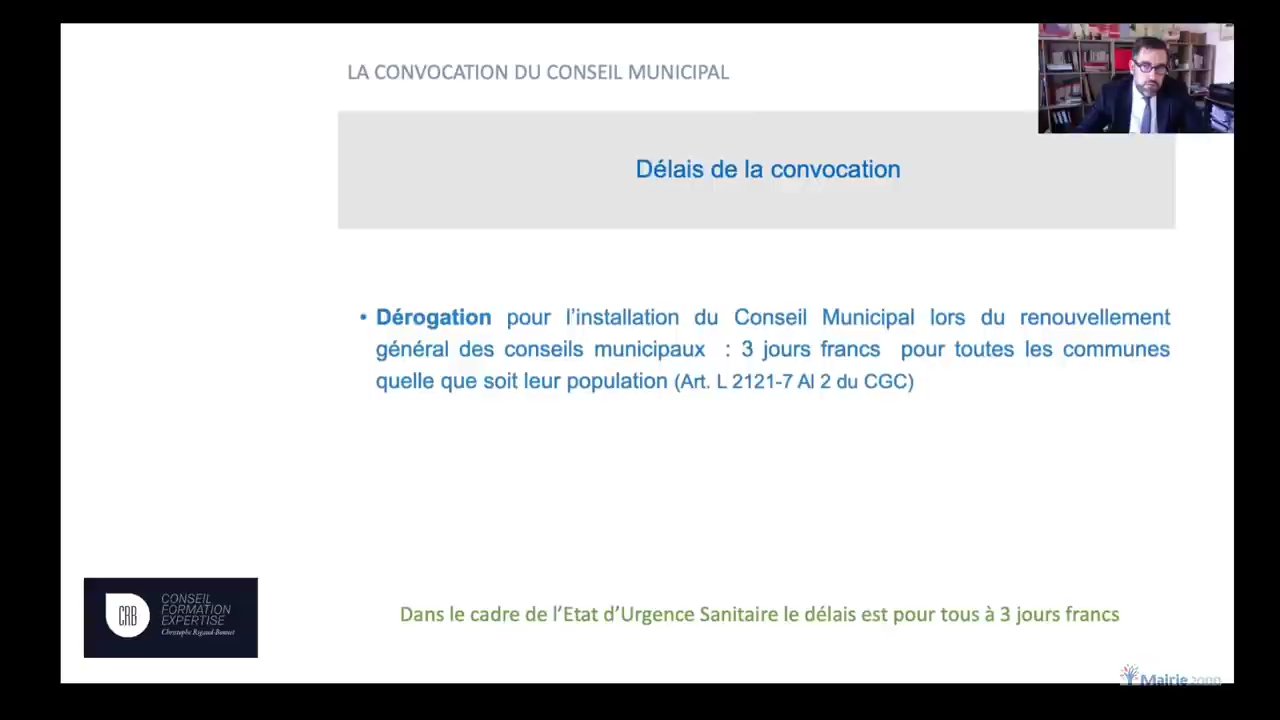 LA CONVOCATION DU CONSEIL MUNICIPAL
Délais de la convocation
• Dérogation pour l’installation du Conseil Municipal lors du renouvellement
général des conseils municipaux : 3 jours francs pour toutes les communes
quelle que soit leur population (Art. L 2121-7 Al 2 du CGC)
CRB
CONSEIL
FORMATION
EXPERTISE
Christophe Rigaud-Bonnet
Dans le cadre de l’Etat d’Urgence Sanitaire le délais est pour tous à 3 jours francs
Mairie 2000